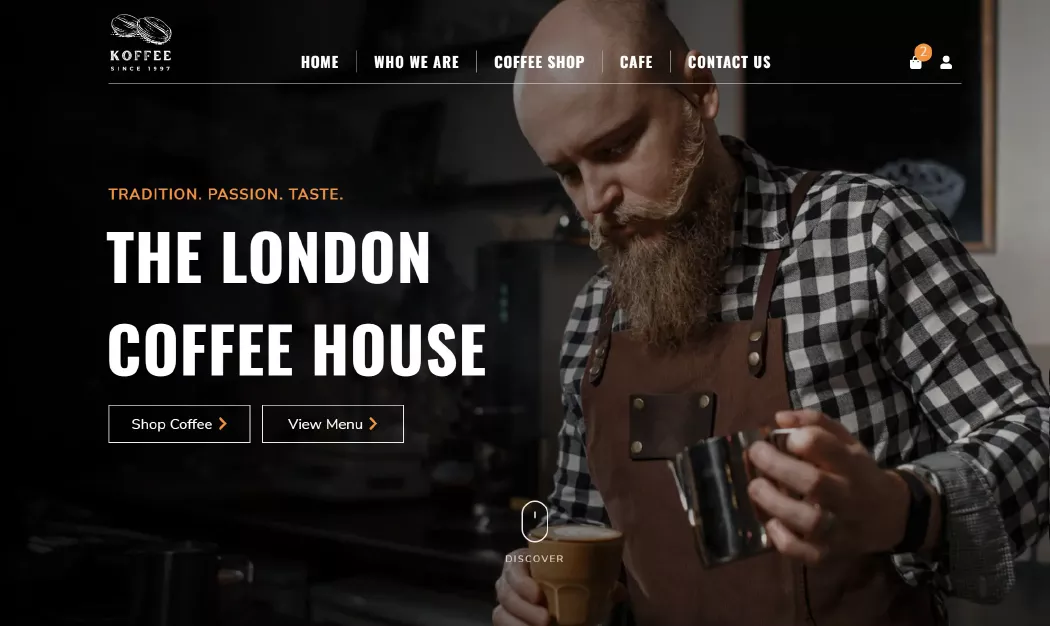 KOFFEE
SINCE 1997
HOME
WHO WE ARE
COFFEE SHOP
CAFE
CONTACT US
2
TRADITION. PASSION. TASTE.
THE LONDON
COFFEE HOUSE
Shop Coffee
View Menu
DISCOVER